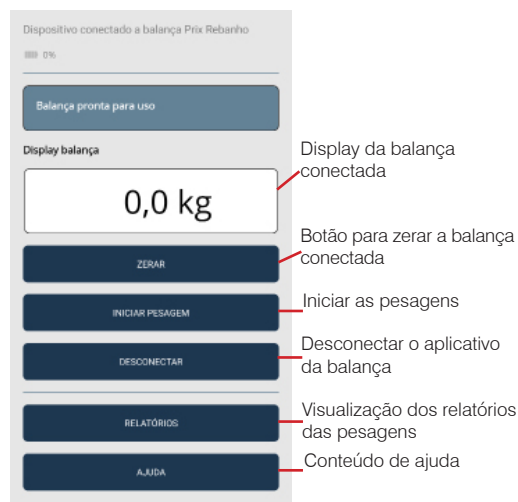 Dispositivo conectado a balança Prix Rebanho
0%
Balança pronta para uso
Display balança
Display da balança
conectada
0,0 kg
Botão para zerar a balança
conectada
ZERAR
Iniciar as pesagens
INICIAR PESAGEM
Desconectar o aplicativo
da balança
DESCONECTAR
Visualização dos relatórios
das pesagens
RELATÓRIOS
Conteúdo de ajuda
AJUDA